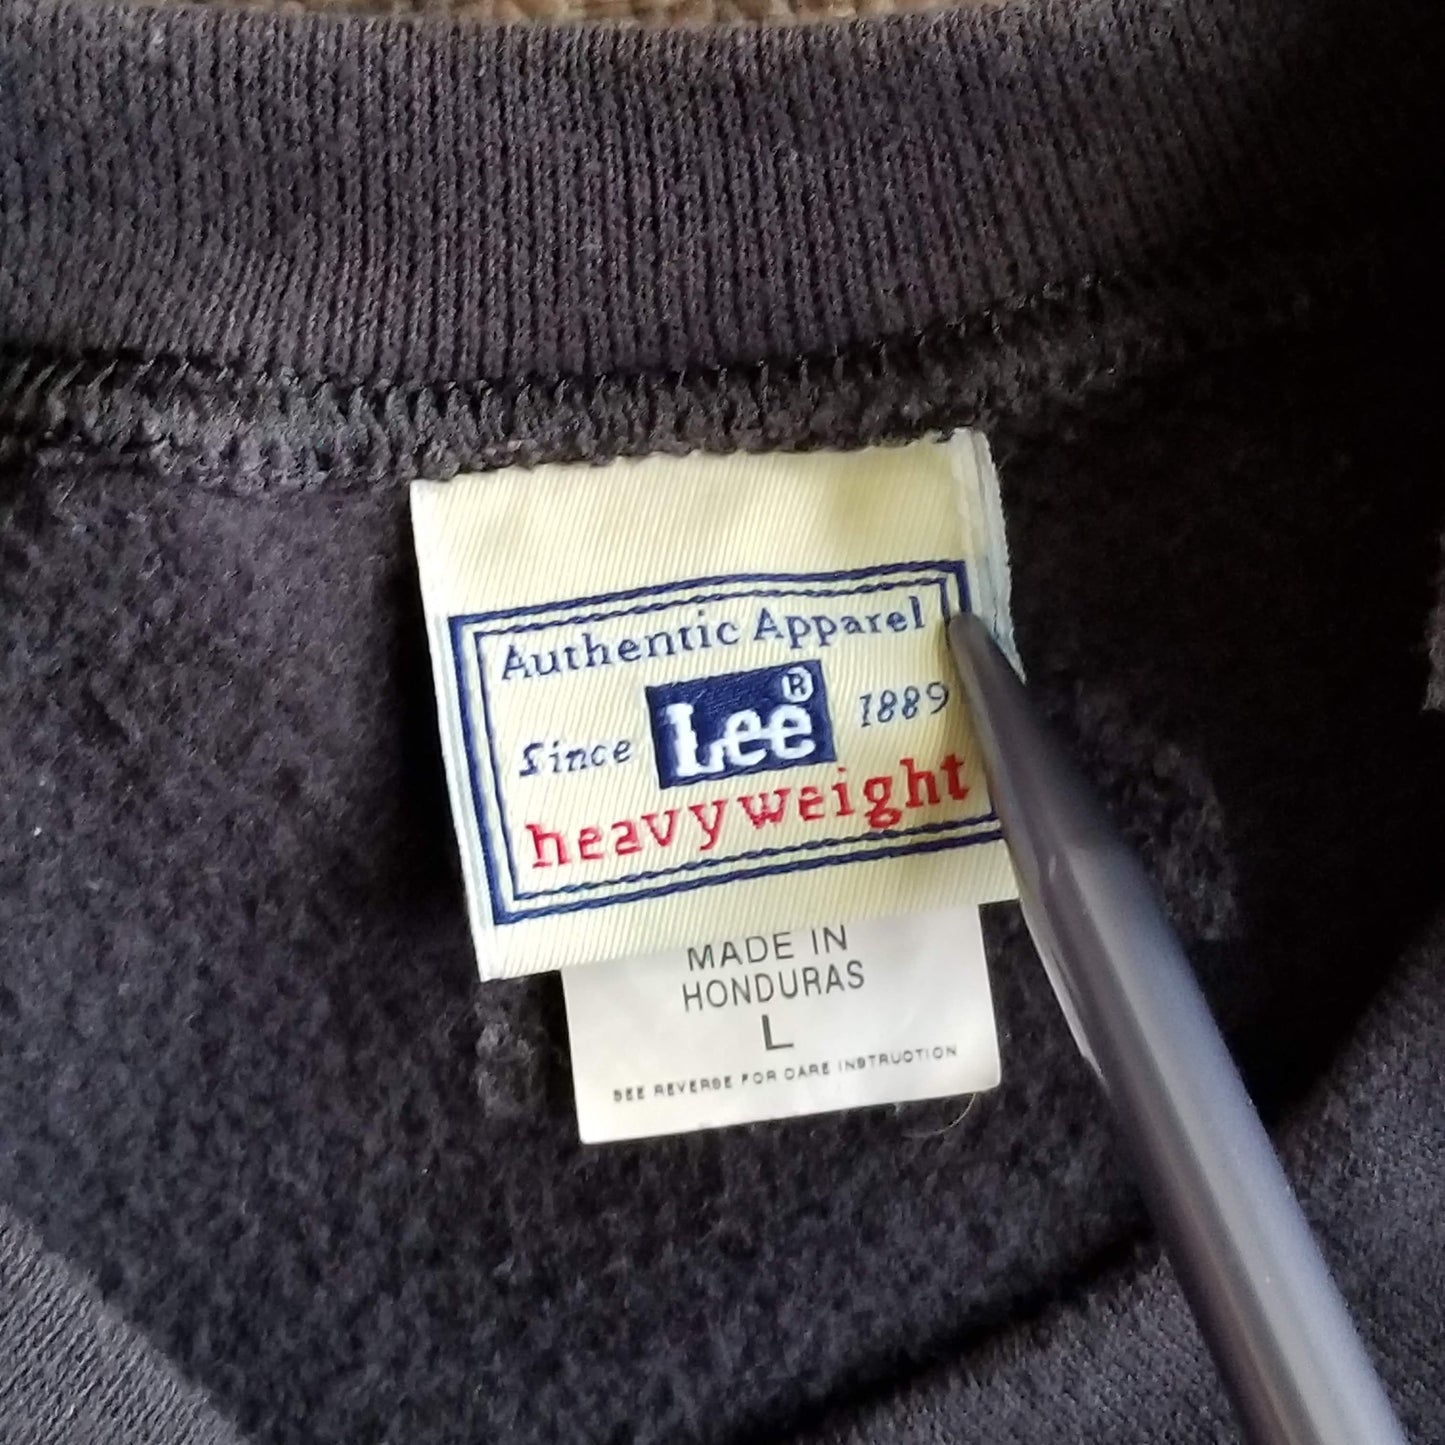 Authentic Apparel
Since Lee® 1889
heavyweight
MADE IN
HONDURAS
L
SEE REVERSE FOR CARE INSTRUCTION